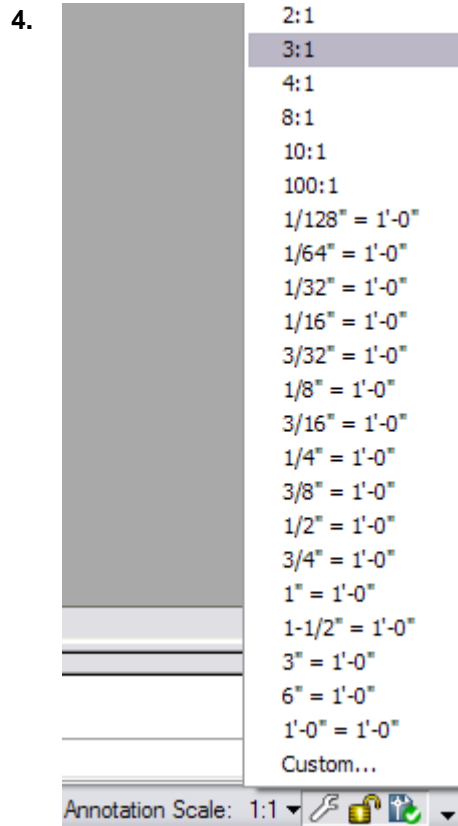 4.
2:1
3:1
4:1
8:1
10:1
100:1
1/128" = 1'-0"
1/64" = 1'-0"
1/32" = 1'-0"
1/16" = 1'-0"
3/32" = 1'-0"
1/8" = 1'-0"
3/16" = 1'-0"
1/4" = 1'-0"
3/8" = 1'-0"
1/2" = 1'-0"
3/4" = 1'-0"
1" = 1'-0"
1-1/2" = 1'-0"
3" = 1'-0"
6" = 1'-0"
1'-0" = 1'-0"
Custom...
Annotation Scale: 1:1